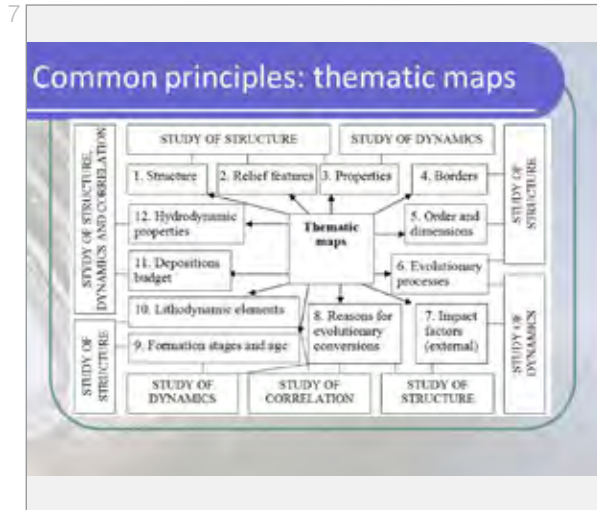 7
Common principles: thematic maps
STUDY OF STRUCTURE
STUDY OF DYNAMICS
1. Structure
2. Relief features
3. Properties
4. Borders
STYDY OF STRUCTURE,
DYNAMICS AND CORRELATION
12. Hydrodynamic
properties
Thematic
maps
5. Order and
dimensions
STUDY OF
STRUCTURE
11. Depositions
budget
6. Evolutionary
processes
10. Lithodynamic elements
8. Reasons for
evolutionary
conversions
7. Impact
factors
(external)
STUDY OF
DYNAMICS
9. Formation stages and age
STUDY OF
STRUCTURE
STUDY OF
DYNAMICS
STUDY OF
CORRELATION
STUDY OF
STRUCTURE